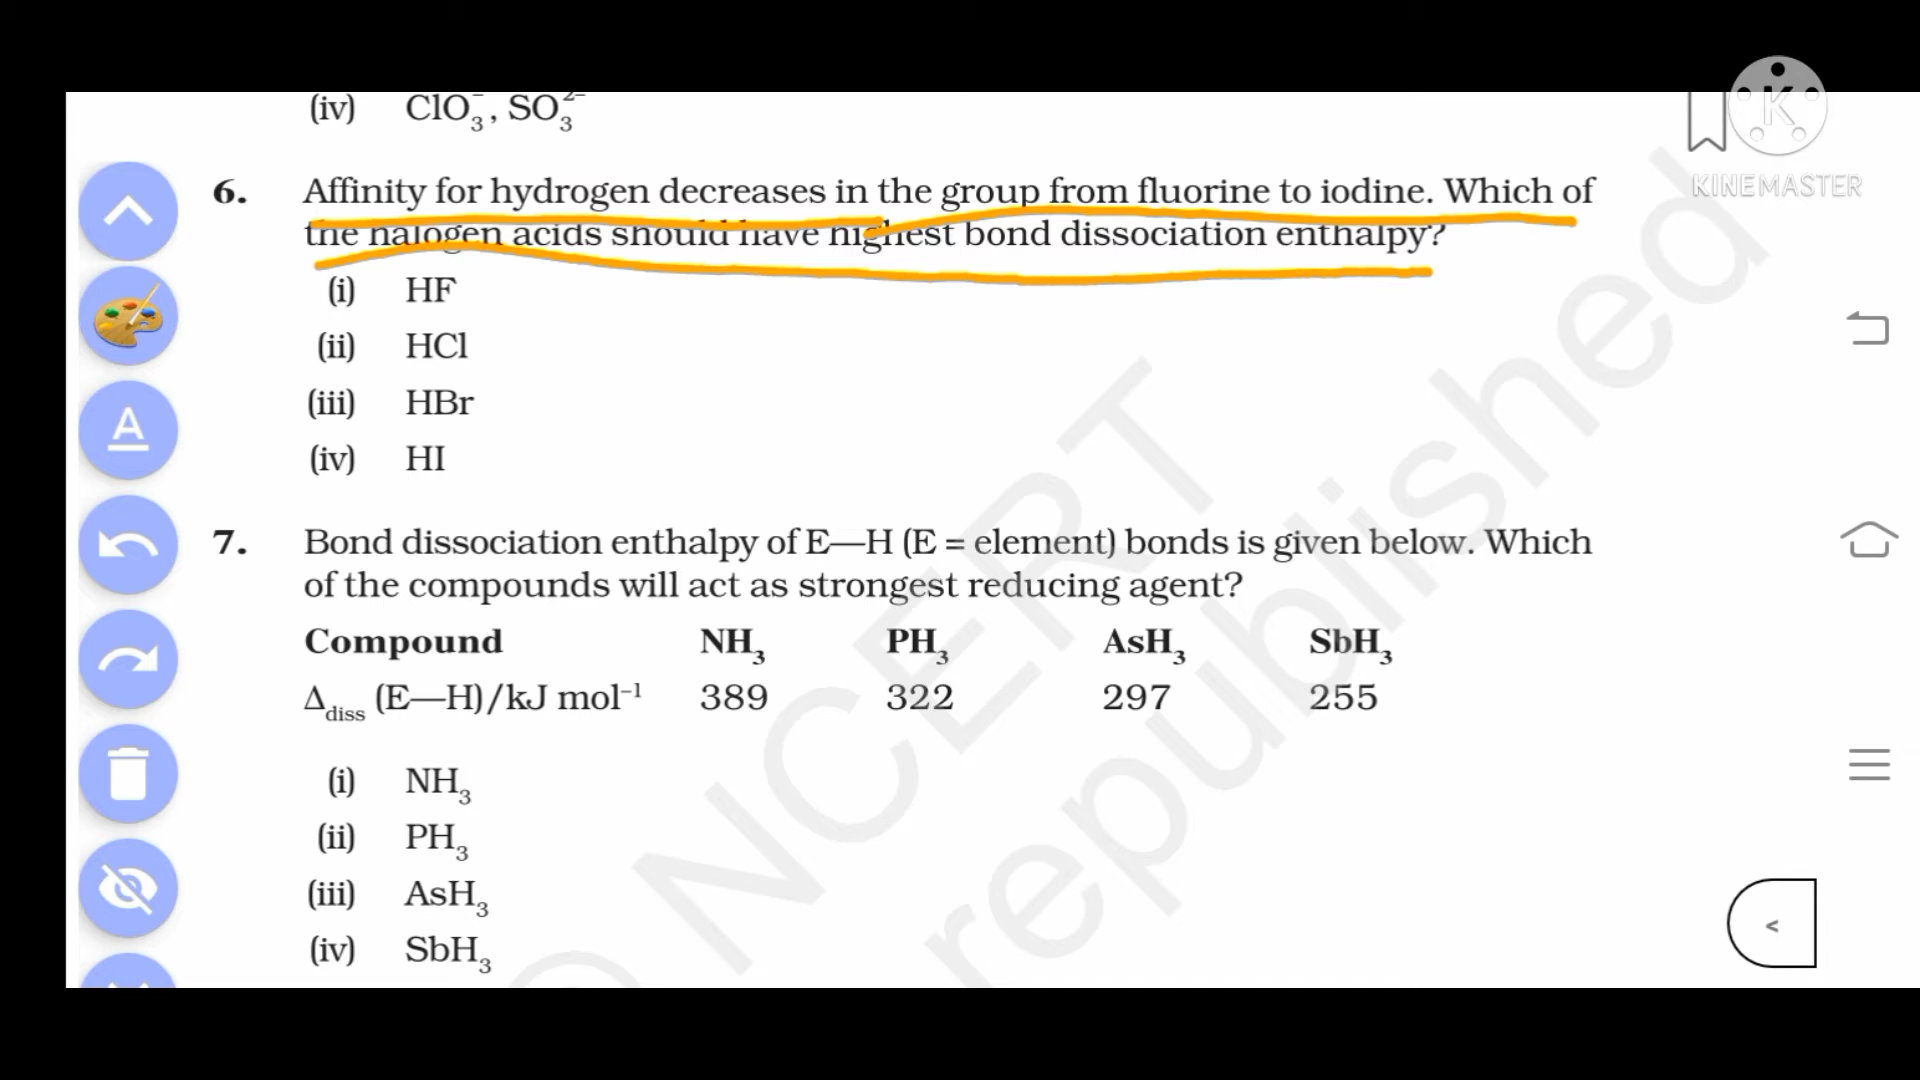 (iv) ClO₃⁻, SO₃²⁻
6. Affinity for hydrogen decreases in the group from fluorine to iodine. Which of
the halogen acids should have highest bond dissociation enthalpy?
(i) HF
(ii) HCl
(iii) HBr
(iv) HI
7. Bond dissociation enthalpy of E—H (E = element) bonds is given below. Which
of the compounds will act as strongest reducing agent?
Compound NH₃ PH₃ AsH₃ SbH₃
Δdiss (E—H)/kJ mol⁻¹ 389 322 297 255
(i) NH₃
(ii) PH₃
(iii) AsH₃
(iv) SbH₃
© NCERT
republished
K
KINEMASTER
A
<